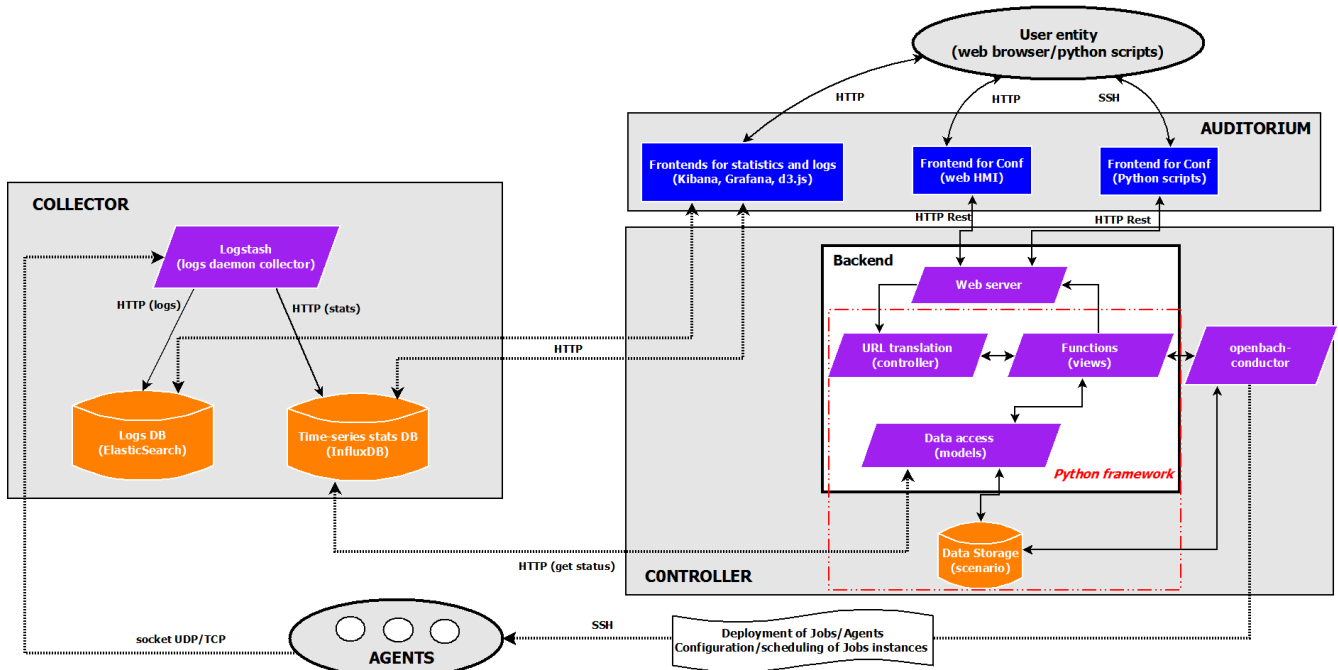 User entity
(web browser/python scripts)
HTTP
HTTP
SSH
AUDITORIUM
Frontends for statistics and logs
(Kibana, Grafana, d3.js)
Frontend for Conf
(web HMI)
Frontend for Conf
(Python scripts)
HTTP Rest
HTTP Rest
COLLECTOR
Logstash
(logs daemon collector)
HTTP (logs)
HTTP (stats)
HTTP
Logs DB
(ElasticSearch)
Time-series stats DB
(InfluxDB)
Backend
Web server
URL translation
(controller)
Functions
(views)
openbach-
conductor
Data access
(models)
Python framework
Data Storage
(scenario)
HTTP (get status)
C0NTROLLER
socket UDP/TCP
AGENTS
SSH
Deployment of Jobs/Agents
Configuration/scheduling of Jobs instances